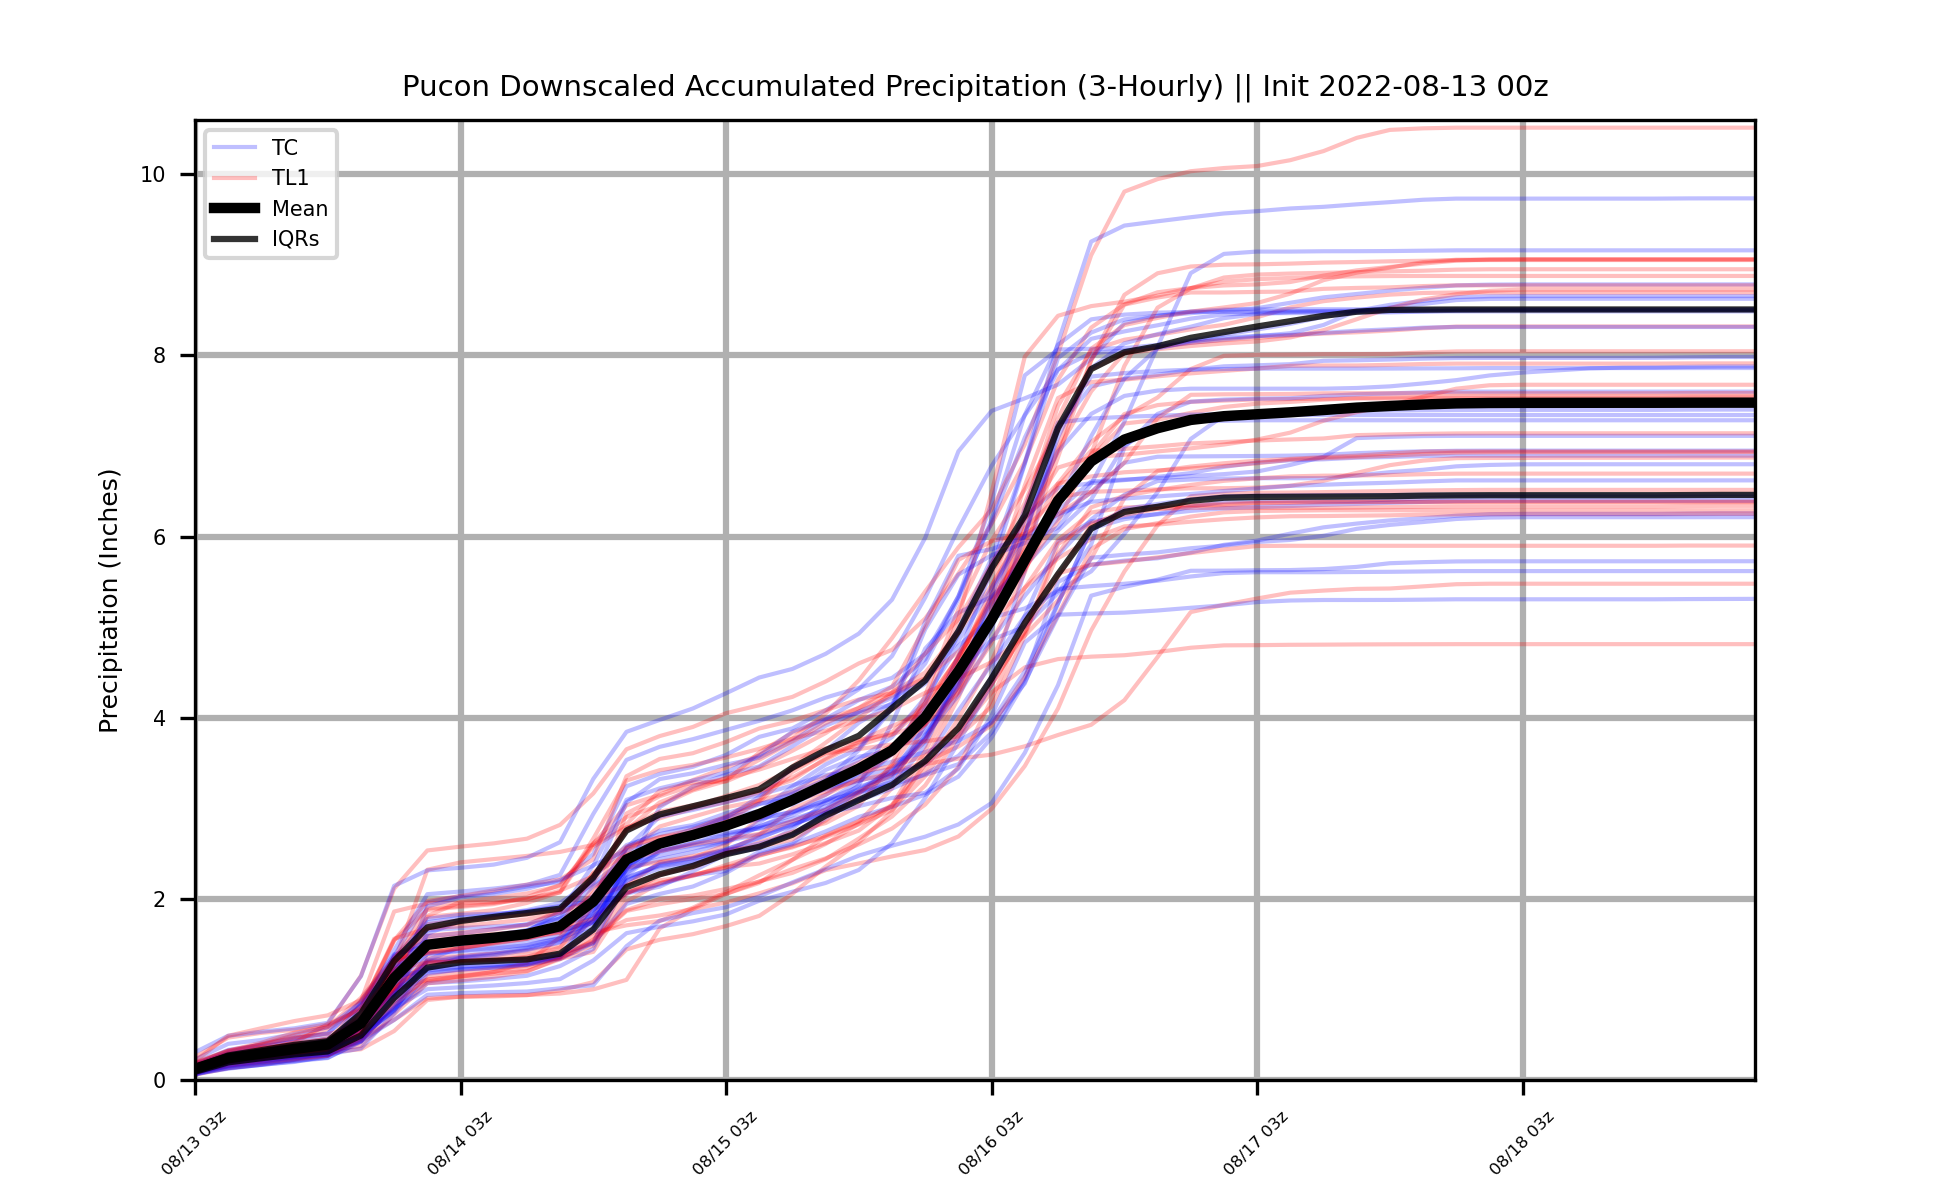 Pucon Downscaled Accumulated Precipitation (3-Hourly) || Init 2022-08-13 00z
TC
TL1
Mean
IQRs
Precipitation (Inches)
10
8
6
4
2
0
08/13 03z
08/14 03z
08/15 03z
08/16 03z
08/17 03z
08/18 03z